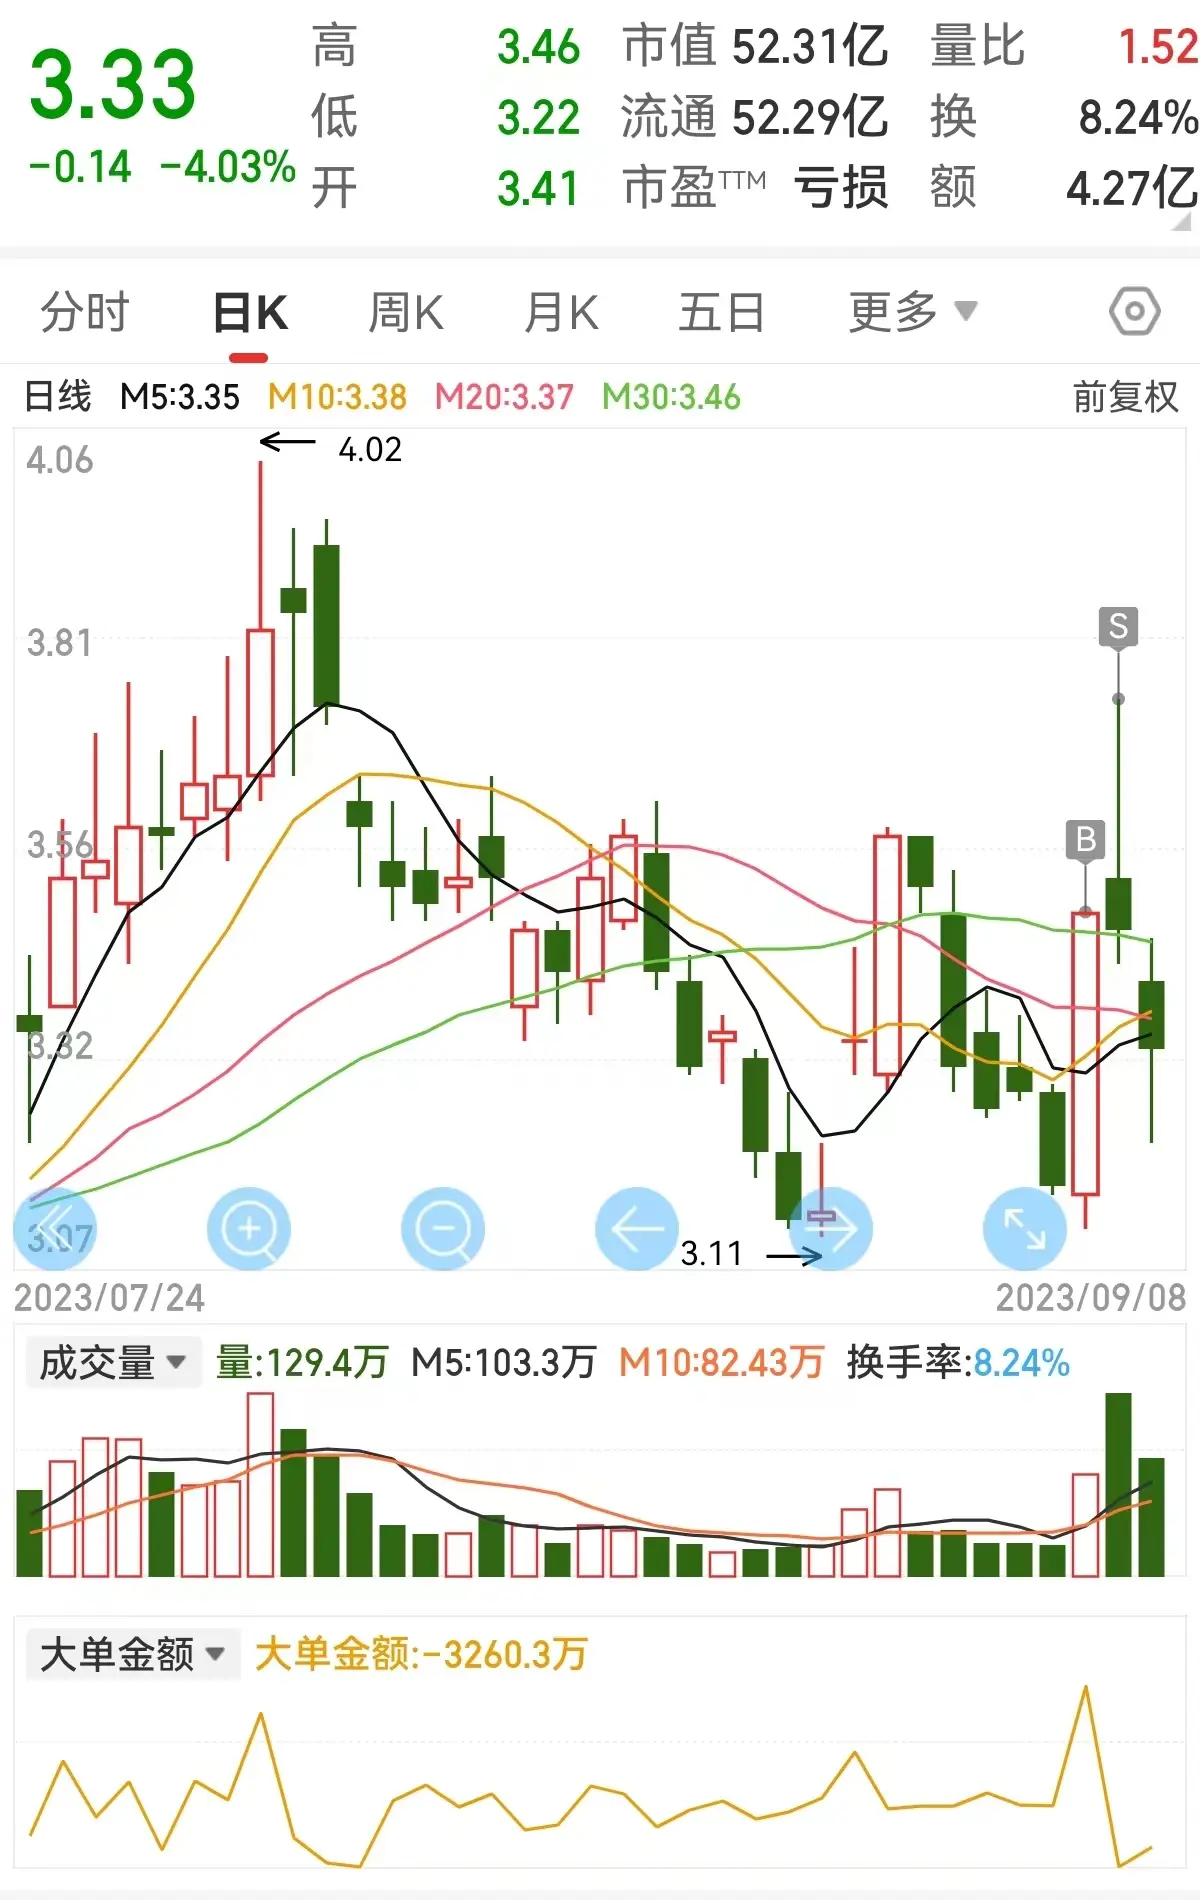 3.33
-0.14 -4.03%
高 3.46 市值 52.31亿 量比 1.52
低 3.22 流通 52.29亿 换 8.24%
开 3.41 市盈TTM 亏损 额 4.27亿
分时 日K 周K 月K 五日 更多
日线 M5:3.35 M10:3.38 M20:3.37 M30:3.46 前复权
4.06
4.02
3.81
S
3.56
B
3.32
3.07
3.11
2023/07/24 2023/09/08
成交量 量:129.4万 M5:103.3万 M10:82.43万 换手率:8.24%
大单金额 大单金额:-3260.3万